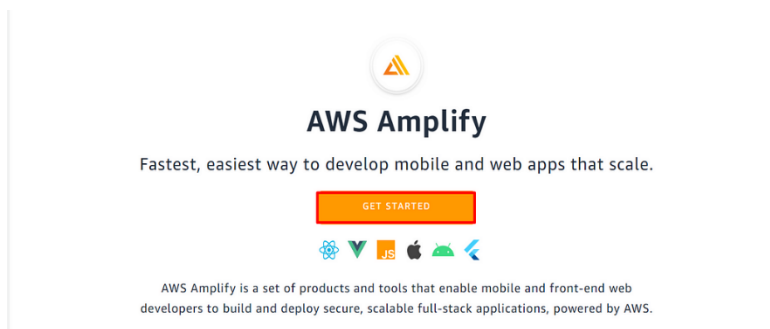 AWS Amplify
Fastest, easiest way to develop mobile and web apps that scale.
GET STARTED
JS
AWS Amplify is a set of products and tools that enable mobile and front-end web
developers to build and deploy secure, scalable full-stack applications, powered by AWS.